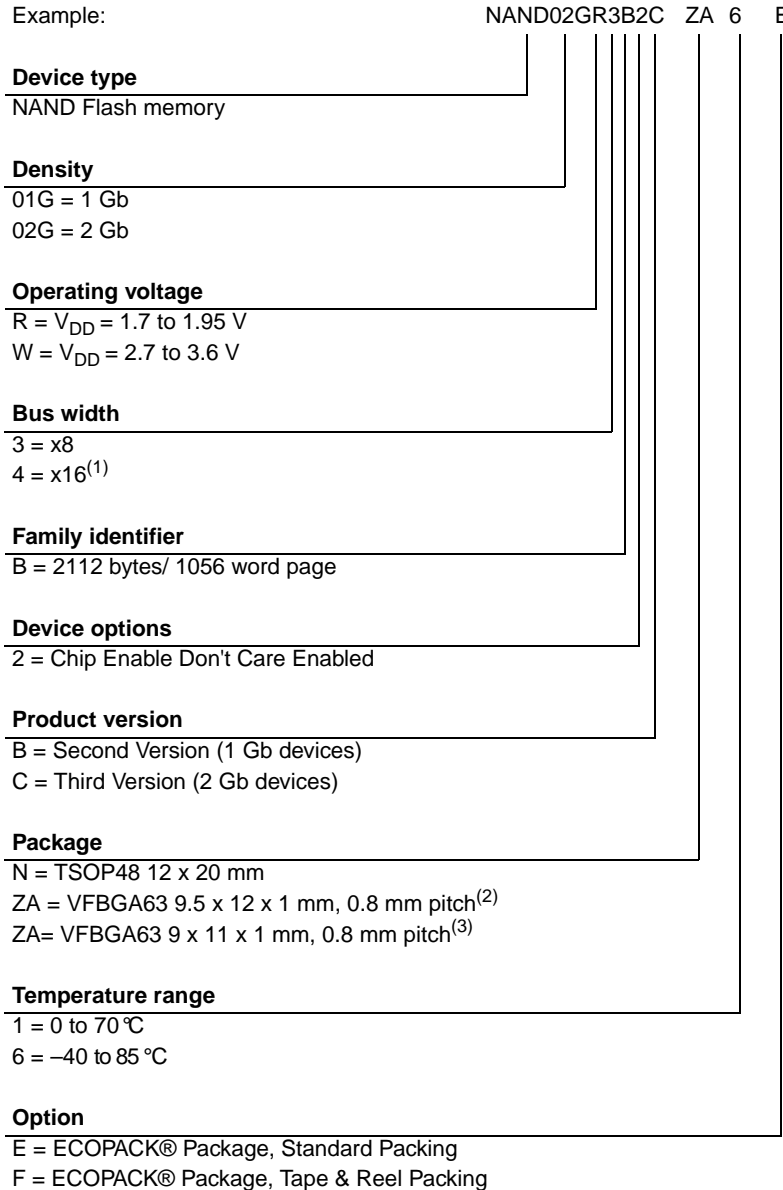 Example: NAND02GR3B2C ZA 6 E
Device type
NAND Flash memory
Density
01G = 1 Gb
02G = 2 Gb
Operating voltage
R = VDD = 1.7 to 1.95 V
W = VDD = 2.7 to 3.6 V
Bus width
3 = x8
4 = x16(1)
Family identifier
B = 2112 bytes/ 1056 word page
Device options
2 = Chip Enable Don't Care Enabled
Product version
B = Second Version (1 Gb devices)
C = Third Version (2 Gb devices)
Package
N = TSOP48 12 x 20 mm
ZA = VFBGA63 9.5 x 12 x 1 mm, 0.8 mm pitch(2)
ZA= VFBGA63 9 x 11 x 1 mm, 0.8 mm pitch(3)
Temperature range
1 = 0 to 70 °C
6 = –40 to 85 °C
Option
E = ECOPACK® Package, Standard Packing
F = ECOPACK® Package, Tape & Reel Packing